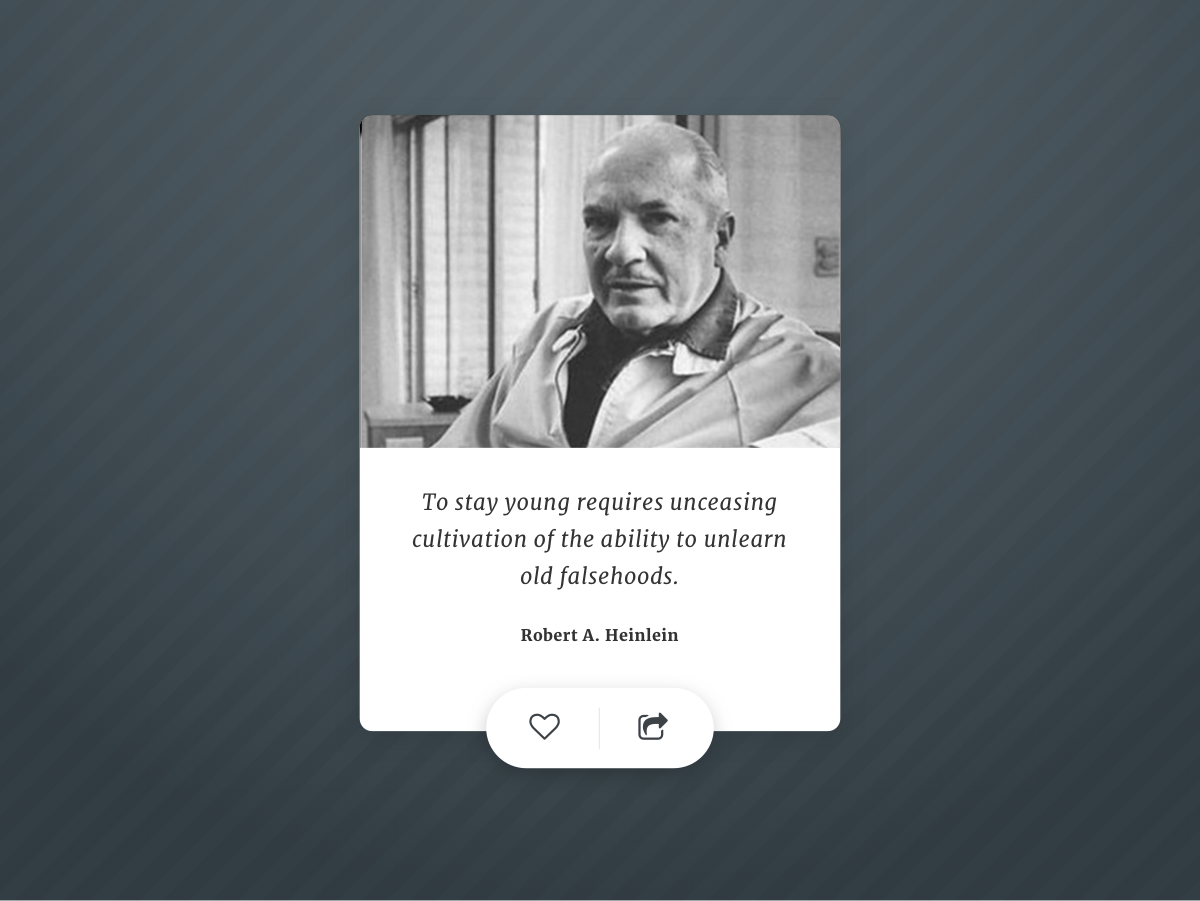 To stay young requires unceasing
cultivation of the ability to unlearn
old falsehoods.
Robert A. Heinlein